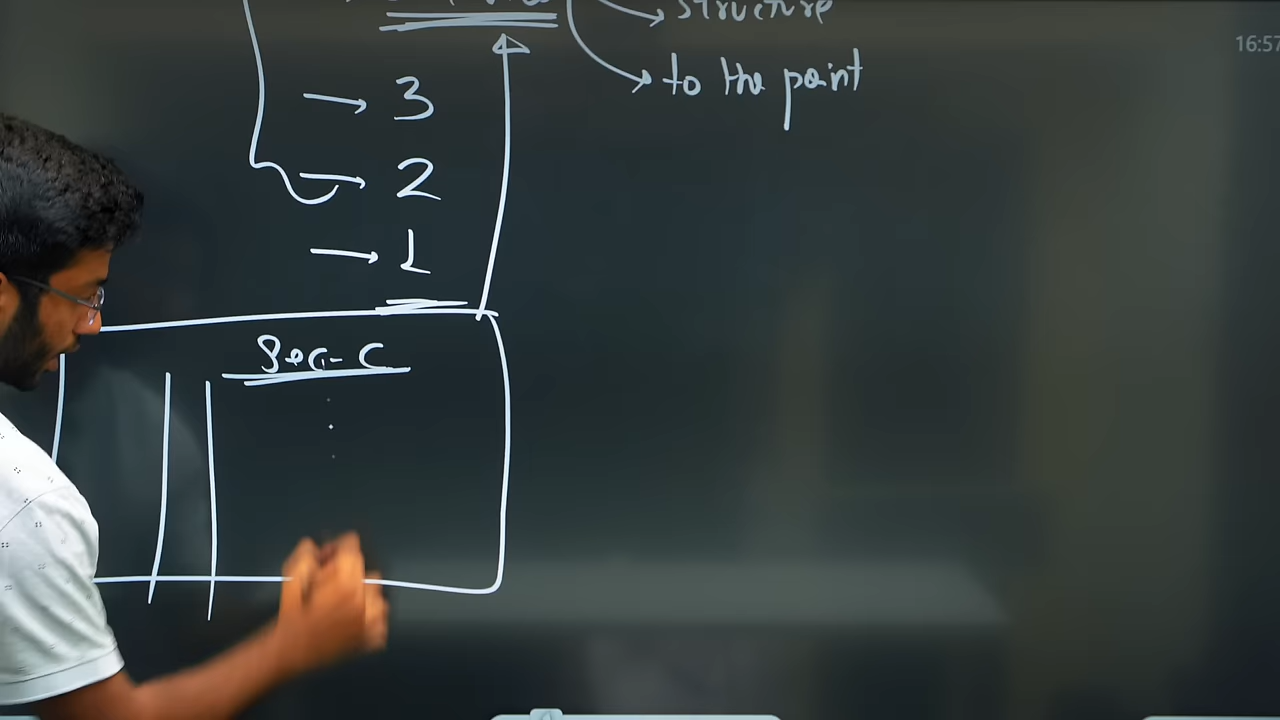 structure
to the point
→ 3
→ 2
→ 1
Sec-C
16:57